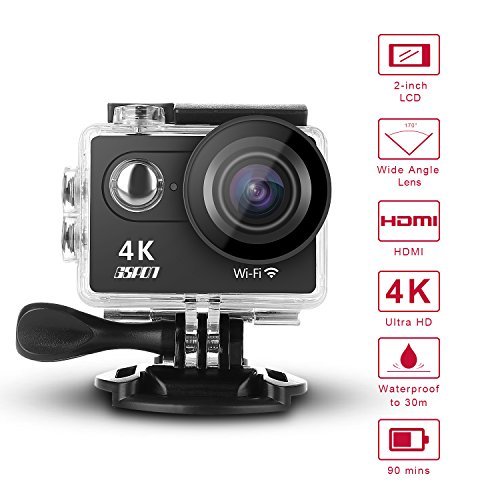 4K
GSPOT
Wi-Fi
2-inch
LCD
170°
Wide Angle
Lens
HDMI
HDMI
4K
Ultra HD
Waterproof
to 30m
90 mins